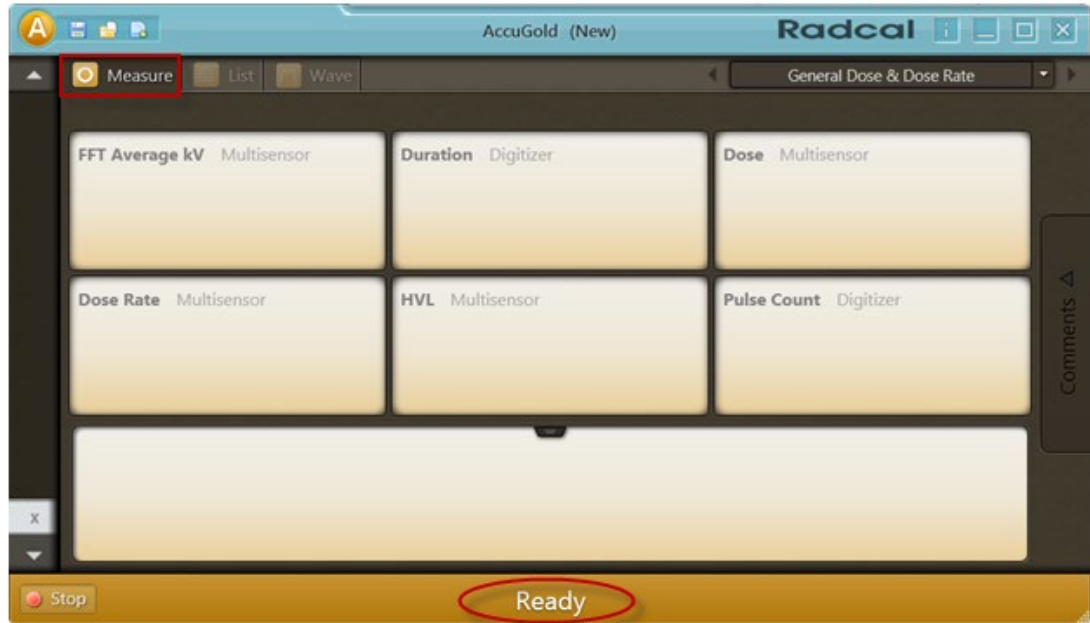 A AccuGold (New) Radcal i
Measure List Wave General Dose & Dose Rate
FFT Average kV Multisensor Duration Digitizer Dose Multisensor
Dose Rate Multisensor HVL Multisensor Pulse Count Digitizer
Comments
x
Stop Ready